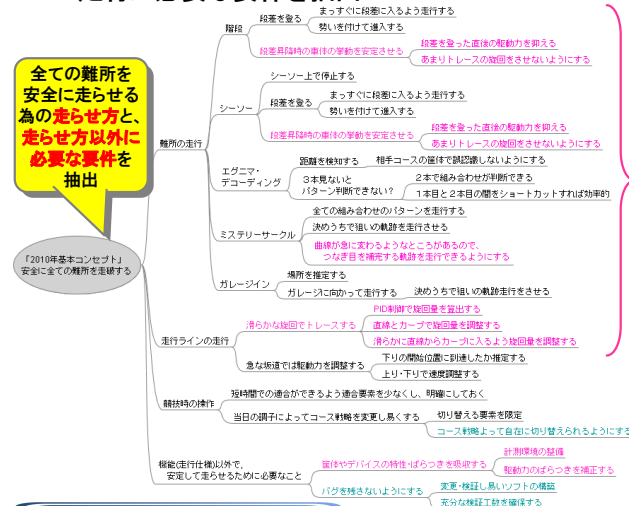 全ての難所を
安全に走らせる
為の走らせ方と、
走らせ方以外に
必要な要件を
抽出
「2010年基本コンセプト」
安全に全ての難所を走破する
難所の走行
階段
段差を登る
まっすぐに段差に入るよう走行する
勢いを付けて進入する
段差昇降時の車体の挙動を安定させる
段差を登った直後の駆動力を抑える
あまりトレースの旋回をさせないようにする
シーソー
シーソー上で停止する
段差を登る
まっすぐに段差に入るよう走行する
勢いを付けて進入する
段差昇降時の車体の挙動を安定させる
段差を登った直後の駆動力を抑える
あまりトレースの旋回をさせないようにする
エグニマ・
デコーディング
距離を検知する
相手コースの筐体で誤認識しないようにする
3本見ないと
パターン判断できない?
2本で組み合わせが判断できる
1本目と2本目の間をショートカットすれば効率的
ミステリーサークル
全ての組み合わせのパターンを走行する
決めうちで狙いの軌跡を走行させる
曲線が急に変わるようなところがあるので、
つなぎ目を補完する軌跡を走行できるようにする
ガレージイン
場所を推定する
ガレージに向かって走行する
決めうちで狙いの軌跡走行をさせる
走行ラインの走行
滑らかな旋回でトレースする
PID制御で旋回量を算出する
直線とカーブで旋回量を調整する
滑らかに直線からカーブに入るよう旋回量を調整する
急な坂道では駆動力を調整する
下りの開始位置に到達したか推定する
上り・下りで速度調整する
競技時の操作
短時間での適合ができるよう適合要素を少なくし、明確にしておく
当日の調子によってコース戦略を変更し易くする
切り替える要素を限定
コース戦略よって自在に切り替えられるようにする
機能(走行仕様)以外で、
安定して走らせるために必要なこと
筐体やデバイスの特性・ばらつきを吸収する
計測環境の整備
駆動力のばらつきを補正する
バグを残さないようにする
変更・検証し易いソフトの構築
充分な検証工数を確保する